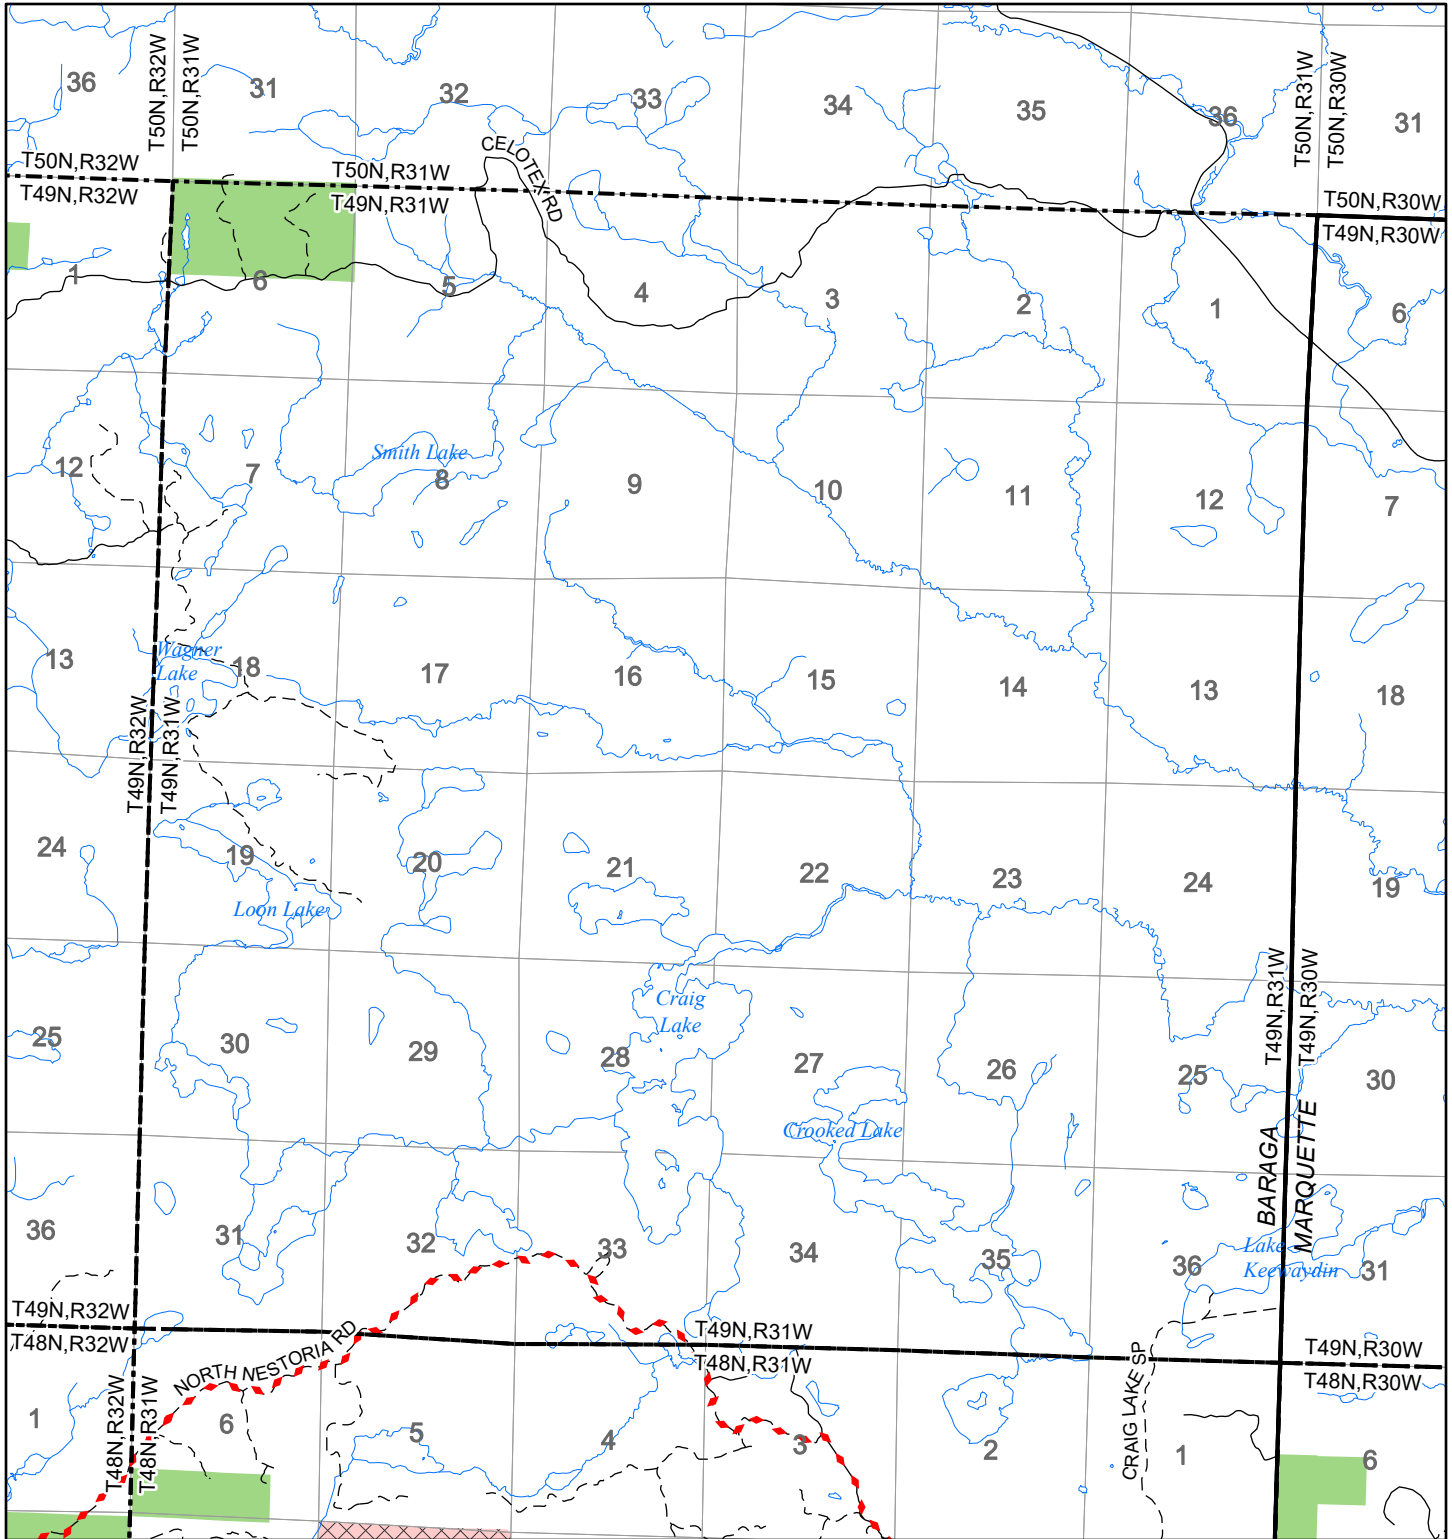 T50N,R32W
T50N,R31W
T50N,R31W
T50N,R30W
36
31
32
33
34
35
36
31
CELOTEX RD
T50N,R32W
T49N,R32W
T50N,R31W
T49N,R31W
T50N,R30W
T49N,R30W
1
6
5
4
3
2
1
6
Smith Lake
12
7
8
9
10
11
12
7
Wagner
Lake
13
18
17
16
15
14
13
18
T49N,R32W
T49N,R31W
24
19
20
21
22
23
24
19
Loon Lake
T49N,R31W
T49N,R30W
Craig
Lake
25
30
29
28
27
26
25
30
Crooked Lake
BARAGA
MARQUETTE
36
31
32
33
34
35
36
31
Lake
Keewaydin
T49N,R32W
T48N,R32W
T49N,R31W
T48N,R31W
T49N,R30W
T48N,R30W
NORTH NESTORIA RD
CRAIG LAKE SP
T48N,R32W
T48N,R31W
1
6
5
4
3
2
1
6